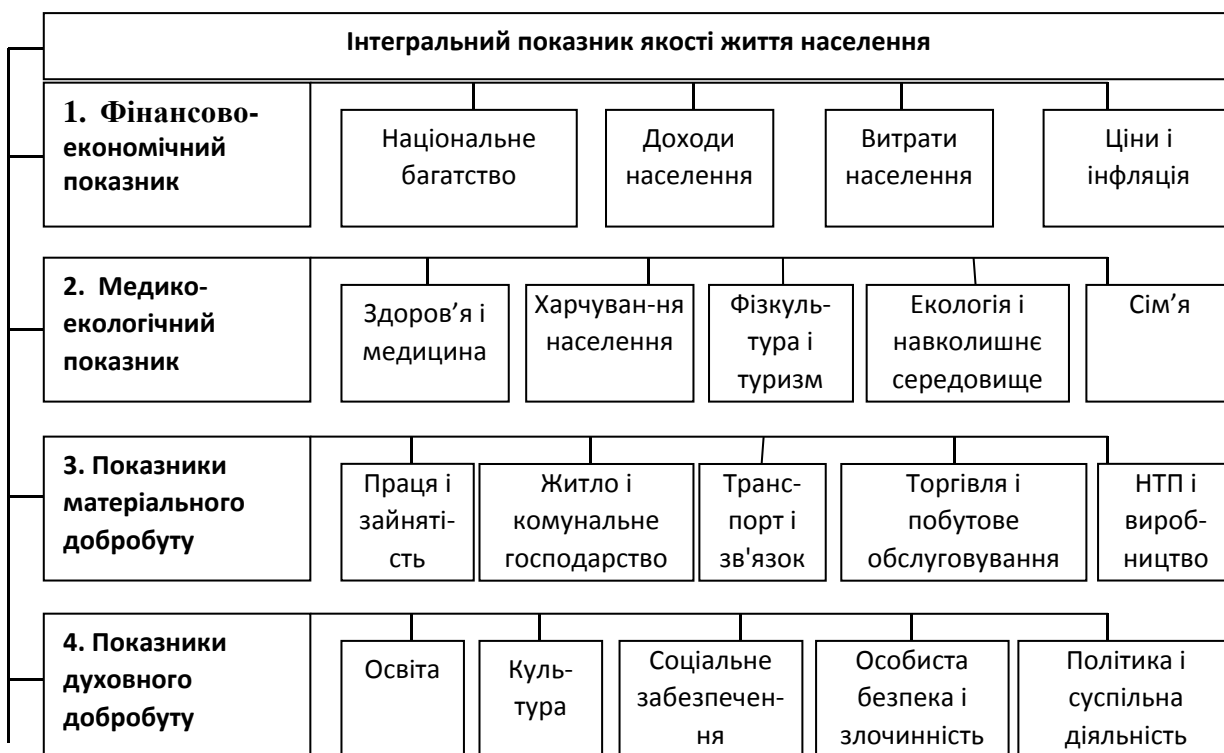 Інтегральний показник якості життя населення
1. Фінансово-
економічний
показник
Національне
багатство
Доходи
населення
Витрати
населення
Ціни і
інфляція
2. Медико-
екологічний
показник
Здоров’я і
медицина
Харчуван-ня
населення
Фізкуль-
тура і
туризм
Екологія і
навколишнє
середовище
Сім’я
3. Показники
матеріального
добробуту
Праця і
зайняті-
сть
Житло і
комунальне
господарство
Транс-
порт і
зв'язок
Торгівля і
побутове
обслуговування
НТП і
вироб-
ництво
4. Показники
духовного
добробуту
Освіта
Куль-
тура
Соціальне
забезпечен-
ня
Особиста
безпека і
злочинність
Політика і
суспільна
діяльність